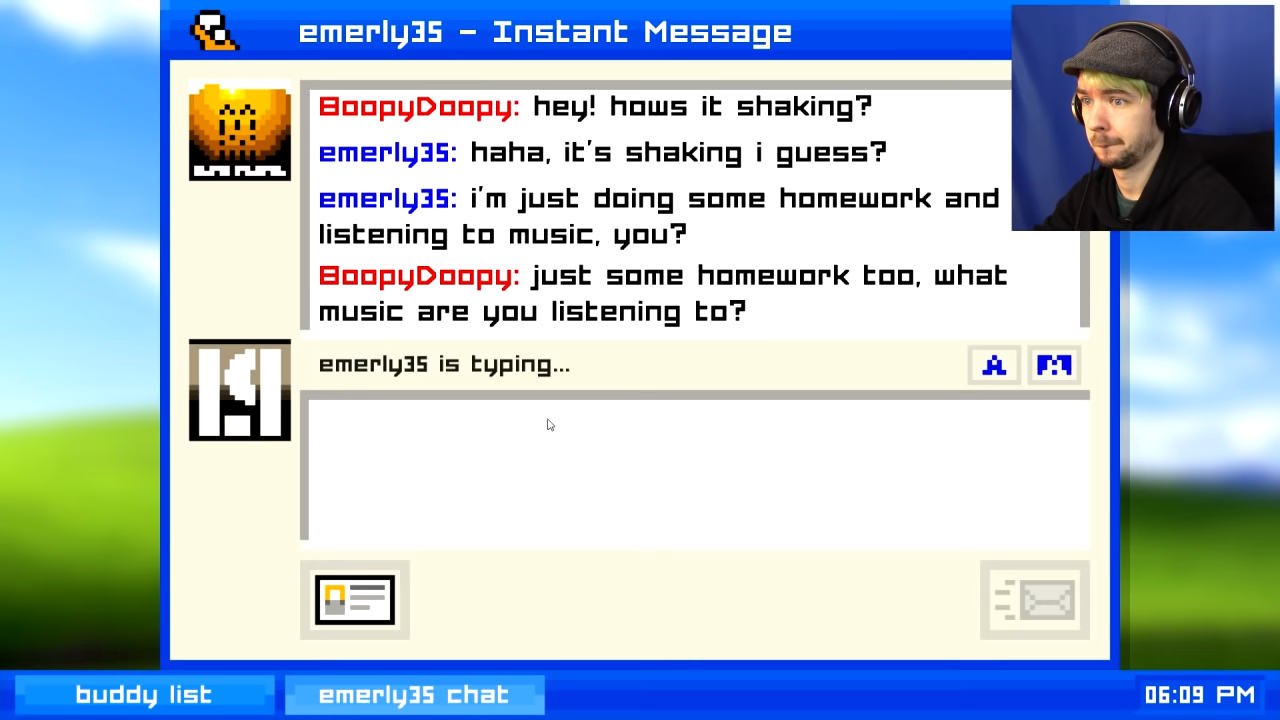 emerly35 - Instant Message
BoopyDoopy: hey! hows it shaking?
emerly35: haha, it's shaking i guess?
emerly35: i'm just doing some homework and
listening to music, you?
BoopyDoopy: just some homework too, what
music are you listening to?
emerly35 is typing...
A
buddy list
emerly35 chat
06:09 PM